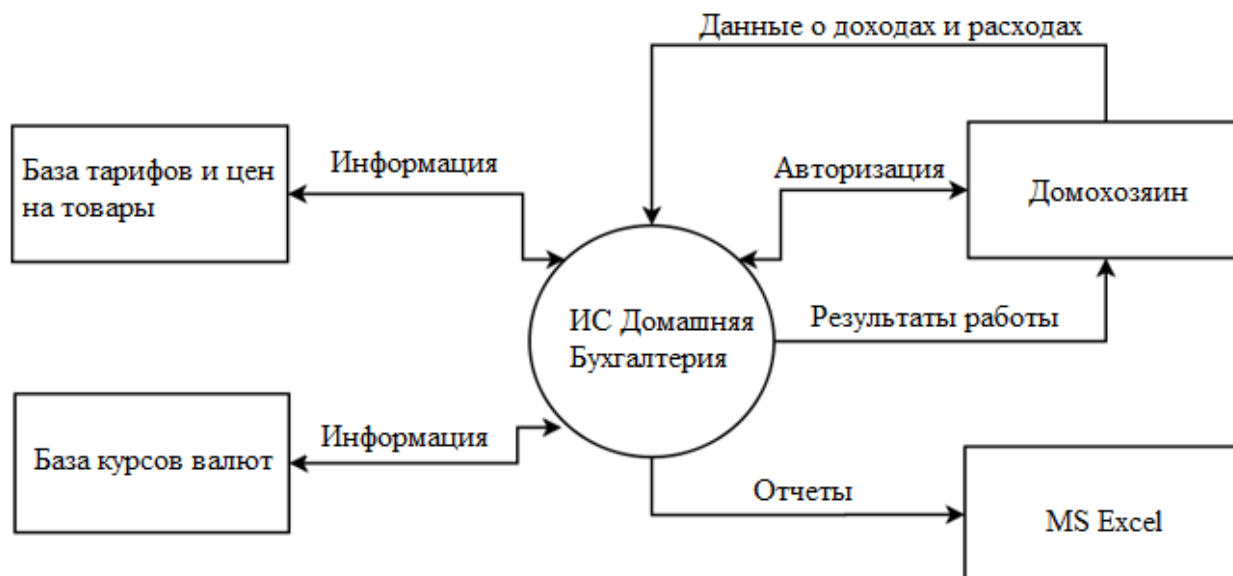 Данные о доходах и расходах
База тарифов и цен
на товары
Информация
Авторизация
Домохозяин
ИС Домашняя
Бухгалтерия
Результаты работы
База курсов валют
Информация
Отчеты
MS Excel